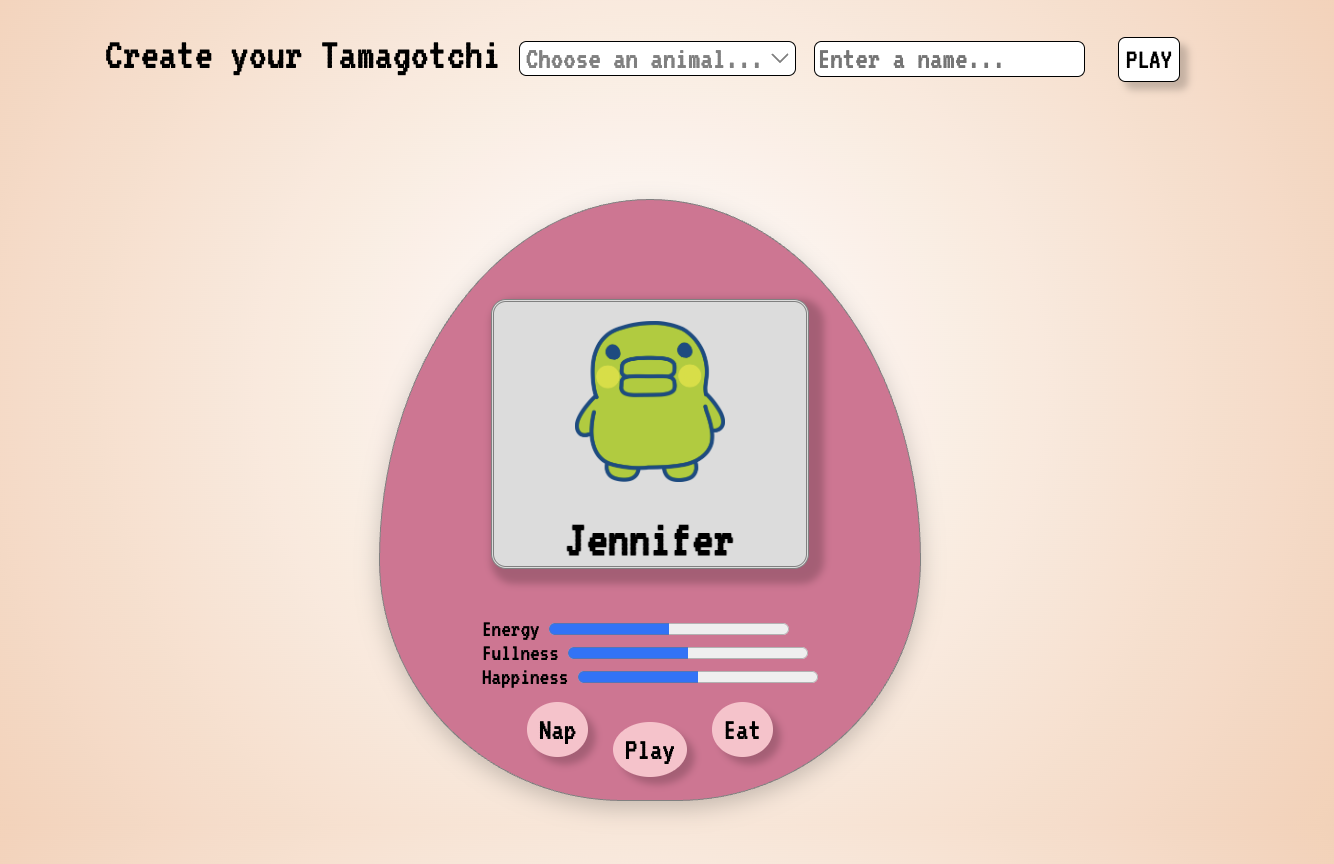 Create your Tamagotchi Choose an animal... Enter a name... PLAY
Jennifer
Energy
Fullness
Happiness
Nap Play Eat